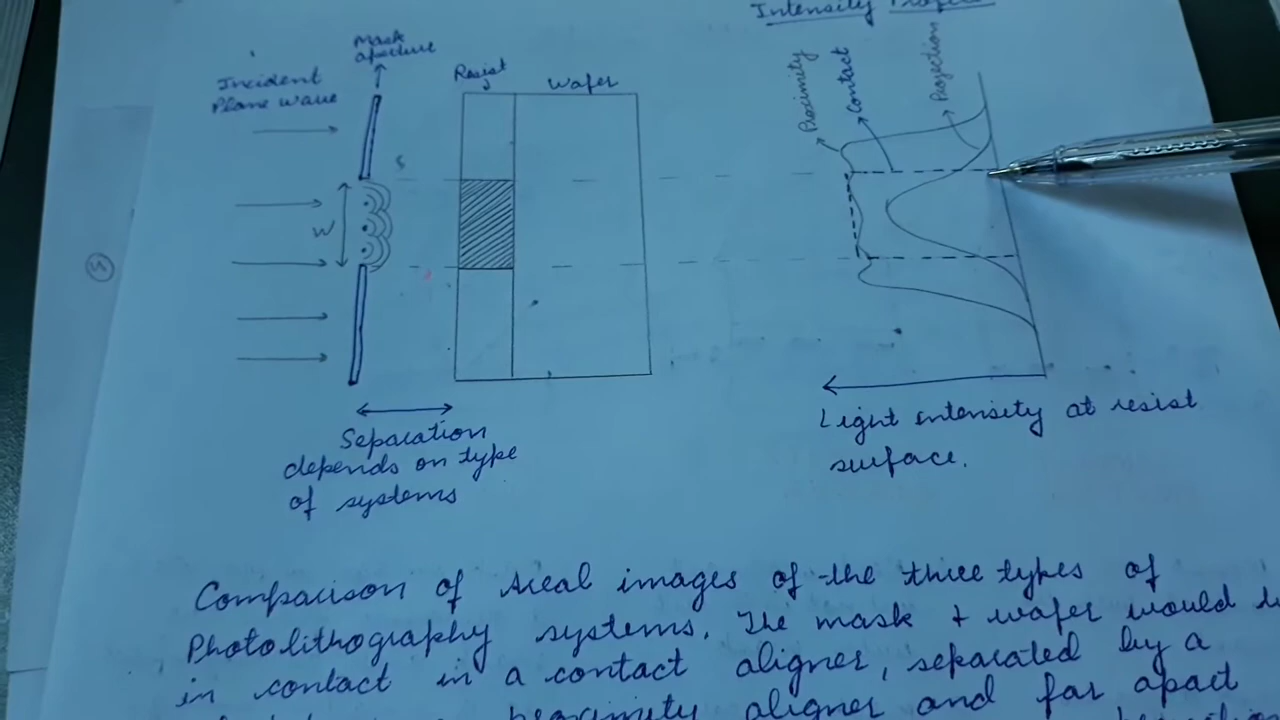 Intensity
Mask
aperture
Incident
Plane wave
Resist
Wafer
Proximity
Contact
Projection
W
Separation
depends on type
of systems
Light intensity at resist
surface.
Comparison of Areal images of the three types of
Photolithography systems. The mask + wafer would
in contact in a contact aligner, separated by a
proximity aligner and far apart